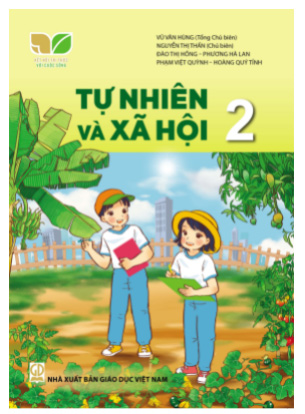 VŨ VĂN HÙNG (Tổng Chủ biên)
NGUYỄN THỊ THẤN (Chủ biên)
ĐÀO THỊ HỒNG – PHƯƠNG HÀ LAN
PHẠM VIỆT QUỲNH – HOÀNG QUÝ TỈNH
TỰ NHIÊN
VÀ XÃ HỘI 2
NHÀ XUẤT BẢN GIÁO DỤC VIỆT NAM